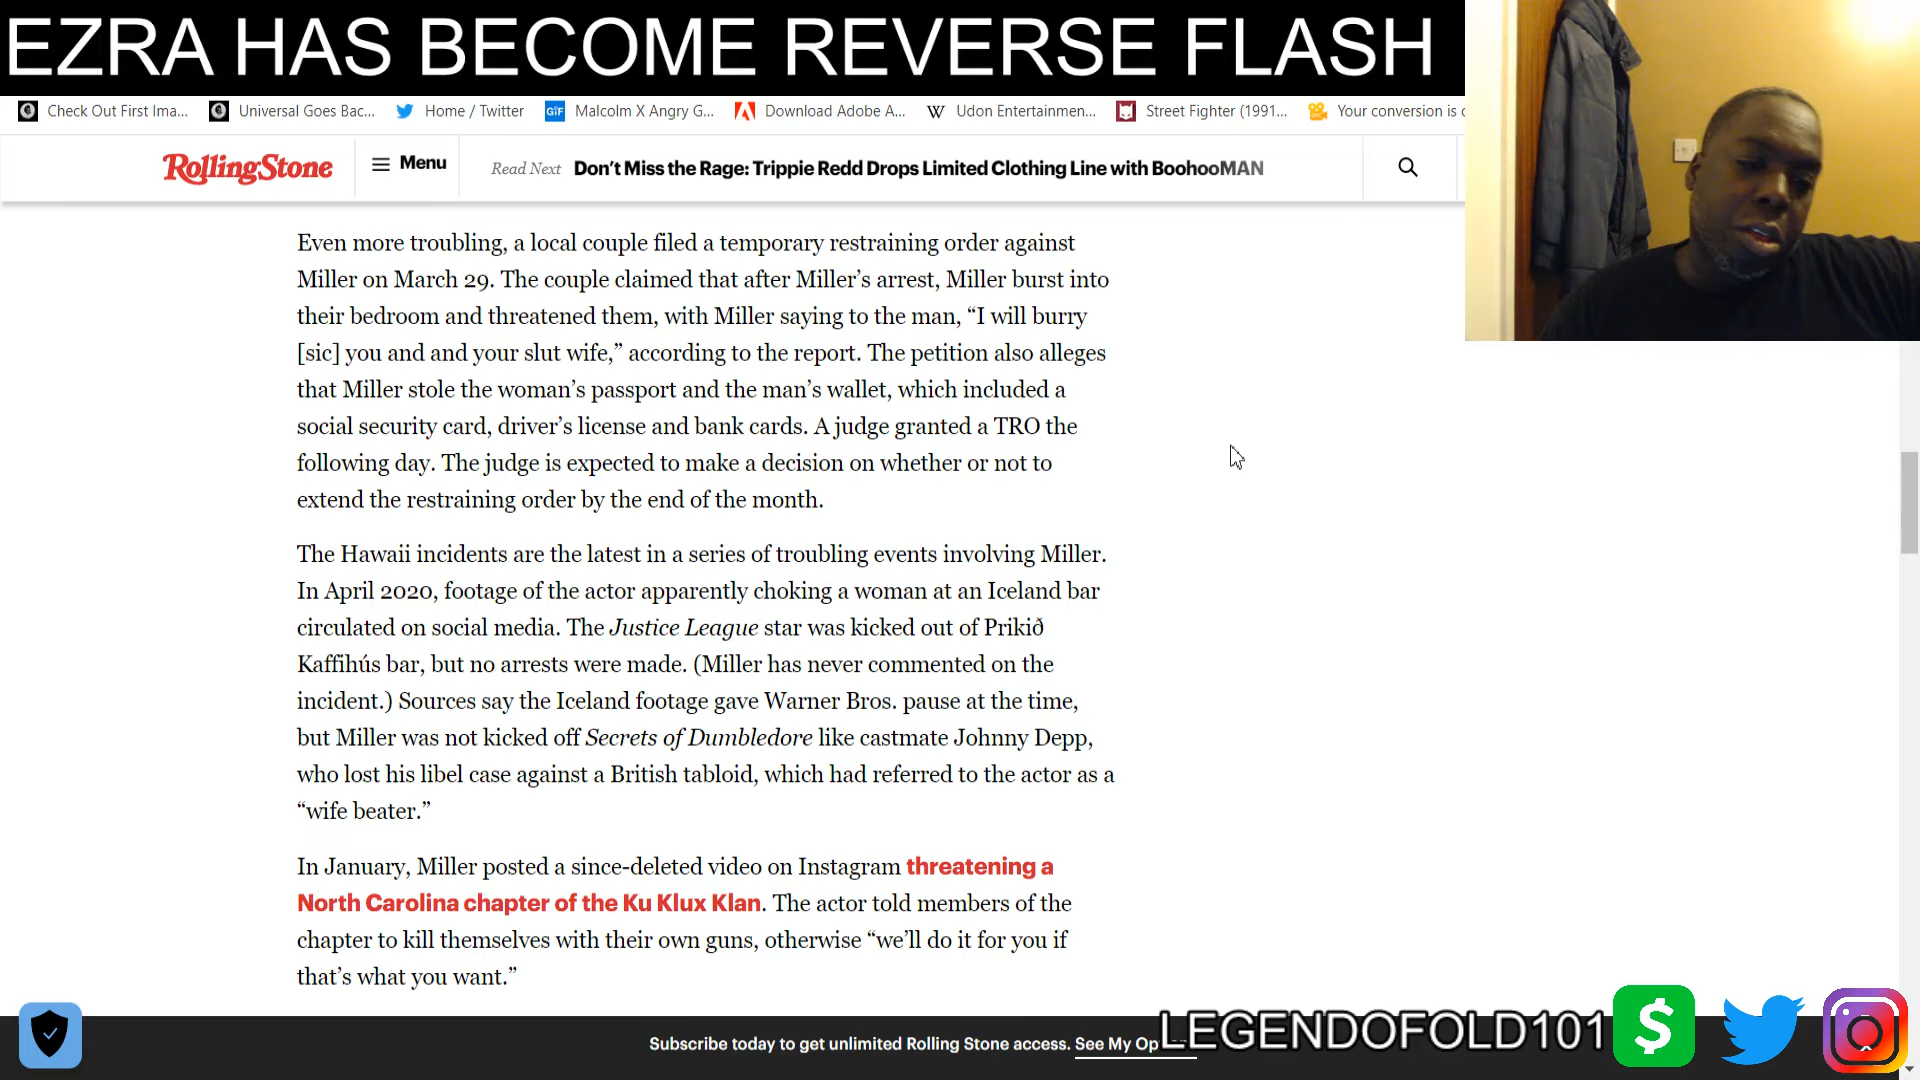 EZRA HAS BECOME REVERSE FLASH
Check Out First Ima... Universal Goes Bac... Home / Twitter GIF Malcolm X Angry G... Download Adobe A... W Udon Entertainmen... Street Fighter (1991... Your conversion is c
RollingStone Menu Read Next Don’t Miss the Rage: Trippie Redd Drops Limited Clothing Line with BoohooMAN
Even more troubling, a local couple filed a temporary restraining order against
Miller on March 29. The couple claimed that after Miller’s arrest, Miller burst into
their bedroom and threatened them, with Miller saying to the man, “I will burry
[sic] you and and your slut wife,” according to the report. The petition also alleges
that Miller stole the woman’s passport and the man’s wallet, which included a
social security card, driver’s license and bank cards. A judge granted a TRO the
following day. The judge is expected to make a decision on whether or not to
extend the restraining order by the end of the month.
The Hawaii incidents are the latest in a series of troubling events involving Miller.
In April 2020, footage of the actor apparently choking a woman at an Iceland bar
circulated on social media. The Justice League star was kicked out of Prikið
Kaffihús bar, but no arrests were made. (Miller has never commented on the
incident.) Sources say the Iceland footage gave Warner Bros. pause at the time,
but Miller was not kicked off Secrets of Dumbledore like castmate Johnny Depp,
who lost his libel case against a British tabloid, which had referred to the actor as a
“wife beater.”
In January, Miller posted a since-deleted video on Instagram threatening a
North Carolina chapter of the Ku Klux Klan. The actor told members of the
chapter to kill themselves with their own guns, otherwise “we’ll do it for you if
that’s what you want.”
Subscribe today to get unlimited Rolling Stone access. See My
LEGENDOFOLD101 $